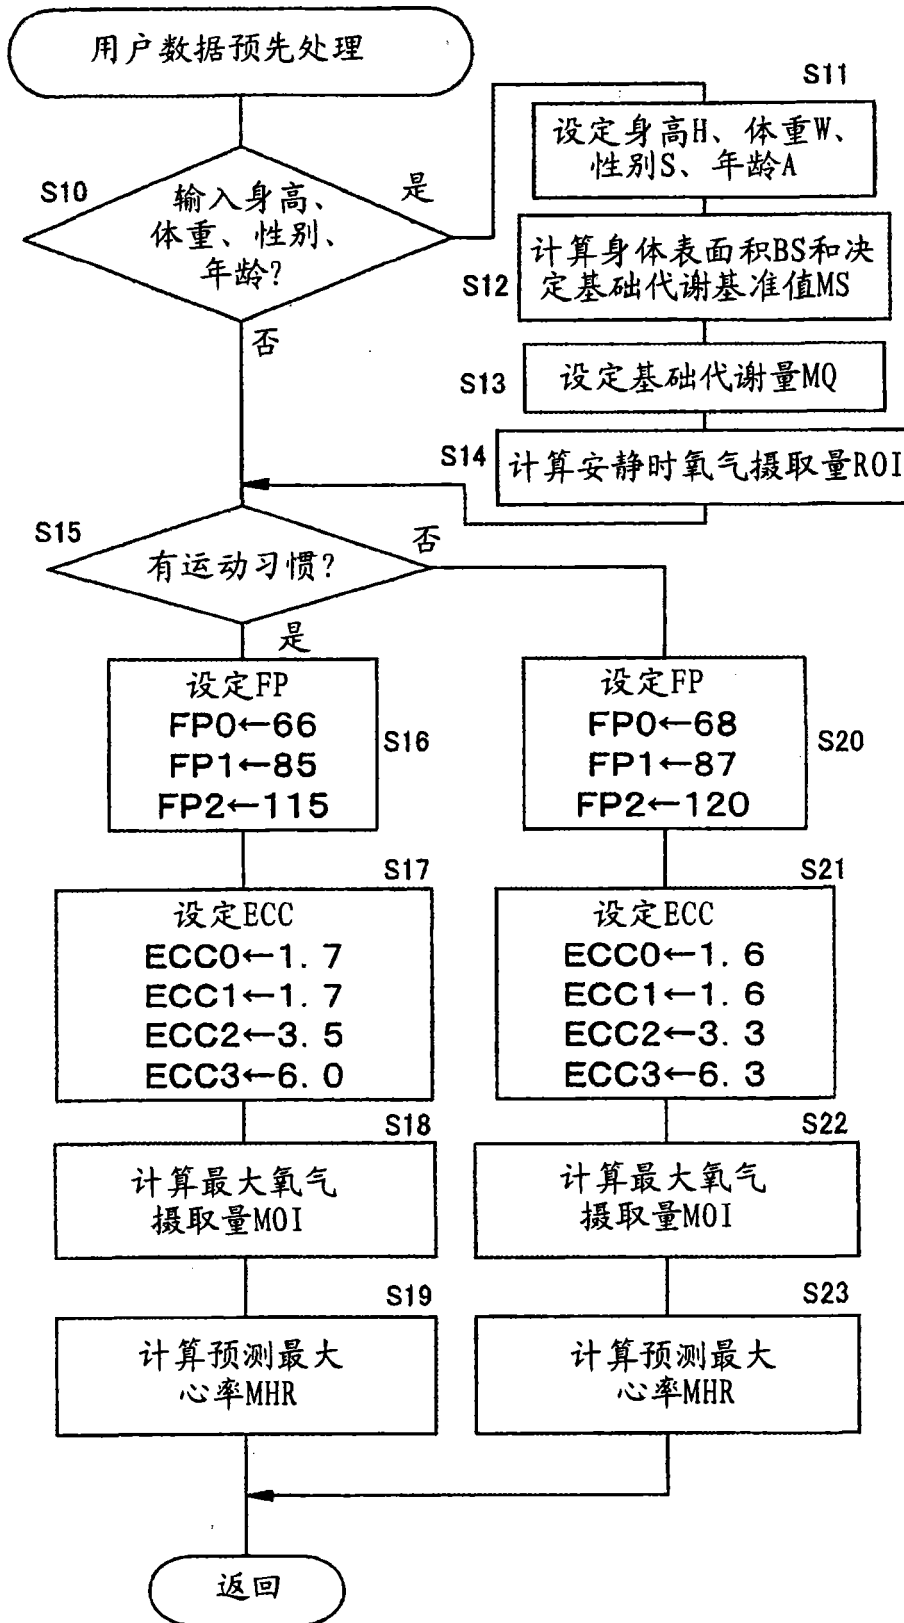 用户数据预先处理
S10
输入身高、
体重、性别、
年龄?
是
否
S11
设定身高H、体重W、
性别S、年龄A
S12
计算身体表面积BS和决
定基础代谢基准值MS
S13
设定基础代谢量MQ
S14
计算安静时氧气摄取量ROI
S15
有运动习惯?
否
是
设定FP
FP0←66
FP1←85
FP2←115
S16
S17
设定ECC
ECC0←1. 7
ECC1←1. 7
ECC2←3. 5
ECC3←6. 0
S18
计算最大氧气
摄取量MOI
S19
计算预测最大
心率MHR
设定FP
FP0←68
FP1←87
FP2←120
S20
S21
设定ECC
ECC0←1. 6
ECC1←1. 6
ECC2←3. 3
ECC3←6. 3
S22
计算最大氧气
摄取量MOI
S23
计算预测最大
心率MHR
返回